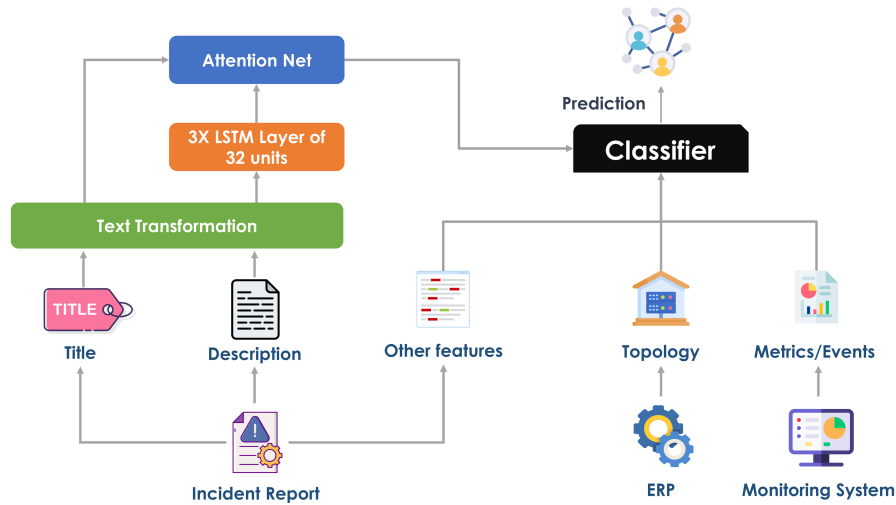 Attention Net
Prediction
3X LSTM Layer of
32 units
Classifier
Text Transformation
TITLE
Title
Description
Other features
Topology
Metrics/Events
Incident Report
ERP
Monitoring System